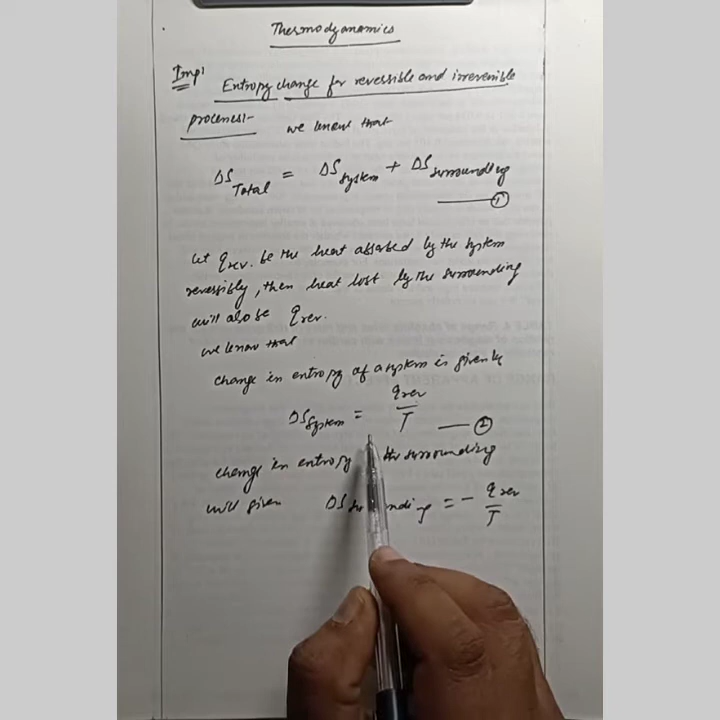 Thermodyanamics
Imp:
Entropy change for reversible and irreversible
process:-
we know that
ΔS Total = ΔS system + ΔS surrounding
①
Let qrev. be the heat absorbed by the system
reversibly, then heat lost by the surrounding
will also be qrev.
we know that
change in entropy of a system is given by
ΔS system = qrev/T — ②
change in entropy the surrounding
will given ΔS = - qrev/T